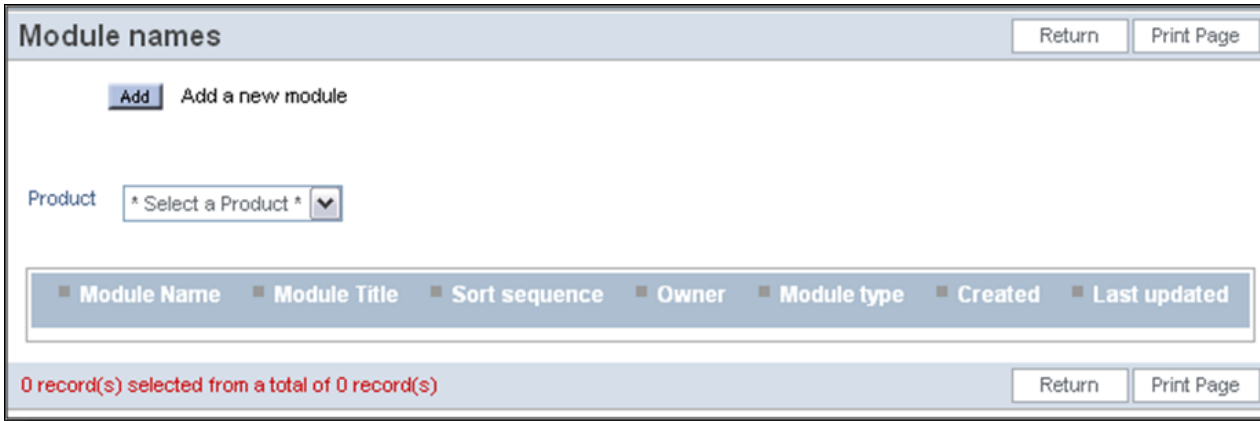 Module names Return Print Page
Add Add a new module
Product * Select a Product *
Module Name Module Title Sort sequence Owner Module type Created Last updated
0 record(s) selected from a total of 0 record(s) Return Print Page